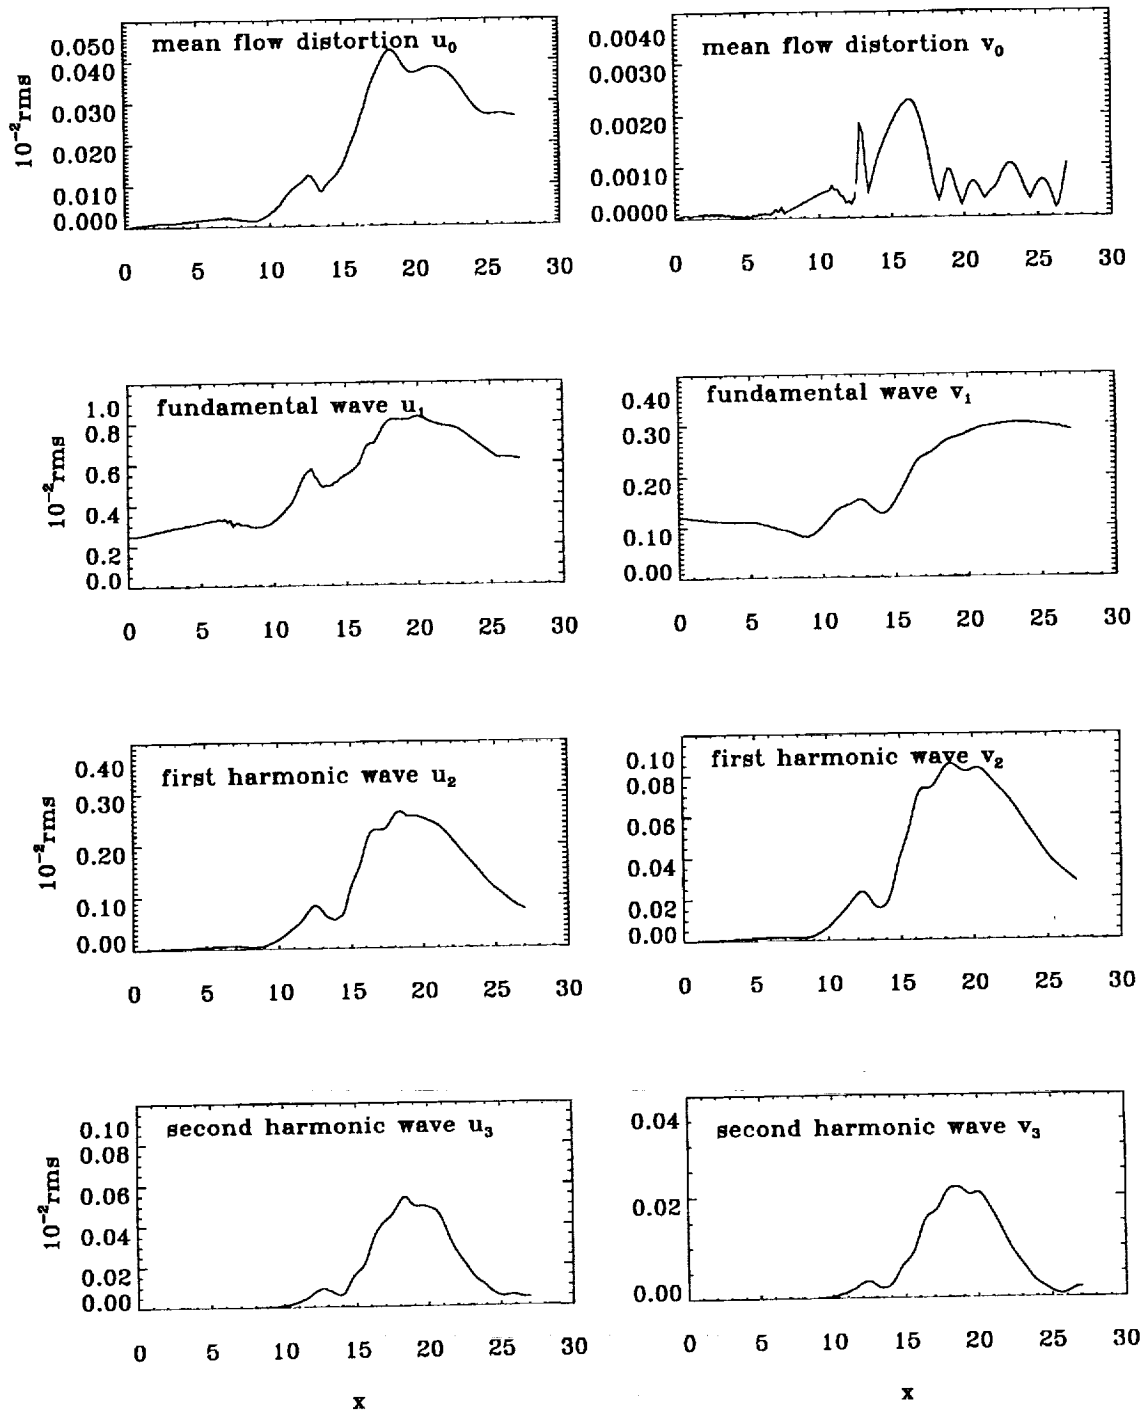 mean flow distortion u₀
0.050
0.040
0.030
0.020
0.010
0.000
10⁻²rms
0 5 10 15 20 25 30
mean flow distortion v₀
0.0040
0.0030
0.0020
0.0010
0.0000
0 5 10 15 20 25 30
fundamental wave u₁
1.0
0.8
0.6
0.4
0.2
0.0
10⁻²rms
0 5 10 15 20 25 30
fundamental wave v₁
0.40
0.30
0.20
0.10
0.00
0 5 10 15 20 25 30
first harmonic wave u₂
0.40
0.30
0.20
0.10
0.00
10⁻²rms
0 5 10 15 20 25 30
first harmonic wave v₂
0.10
0.08
0.06
0.04
0.02
0.00
0 5 10 15 20 25 30
second harmonic wave u₃
0.10
0.08
0.06
0.04
0.02
0.00
10⁻²rms
0 5 10 15 20 25 30
x
second harmonic wave v₃
0.04
0.02
0.00
0 5 10 15 20 25 30
x